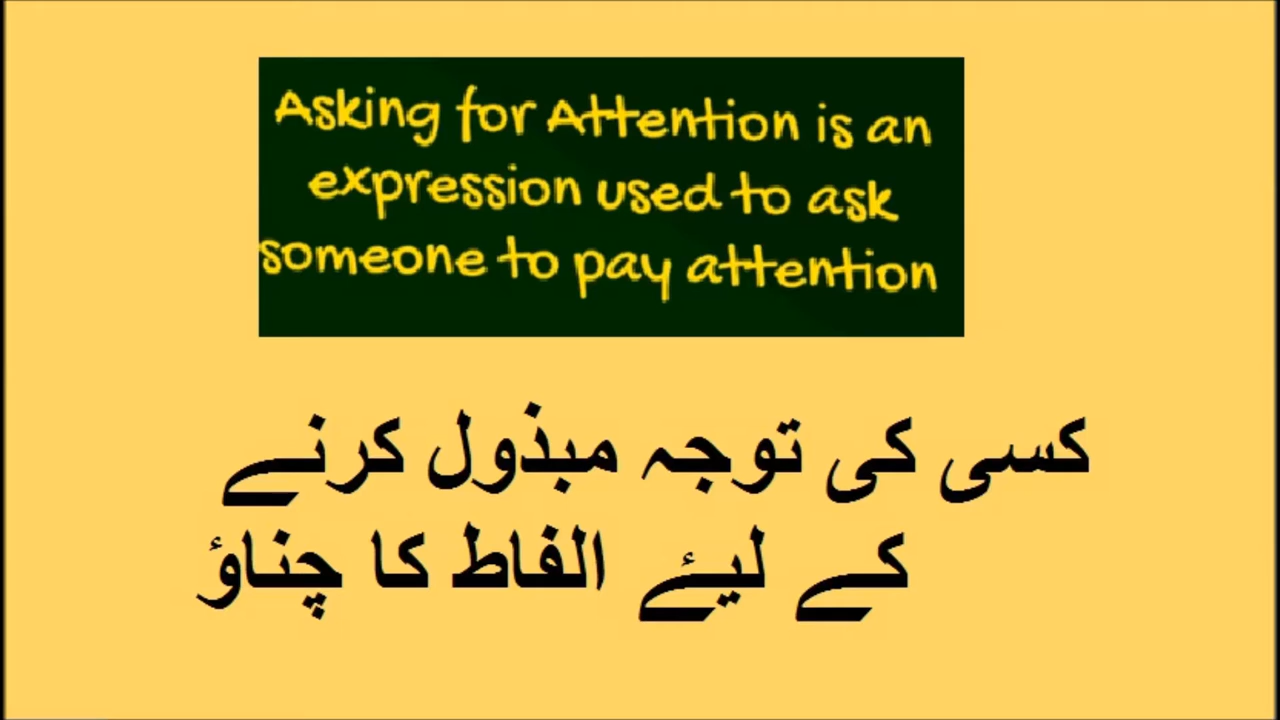 Asking for Attention is an
expression used to ask
someone to pay attention
کسی کی توجہ مبذول کرنے
کے لیئے الفاط کا چناؤ